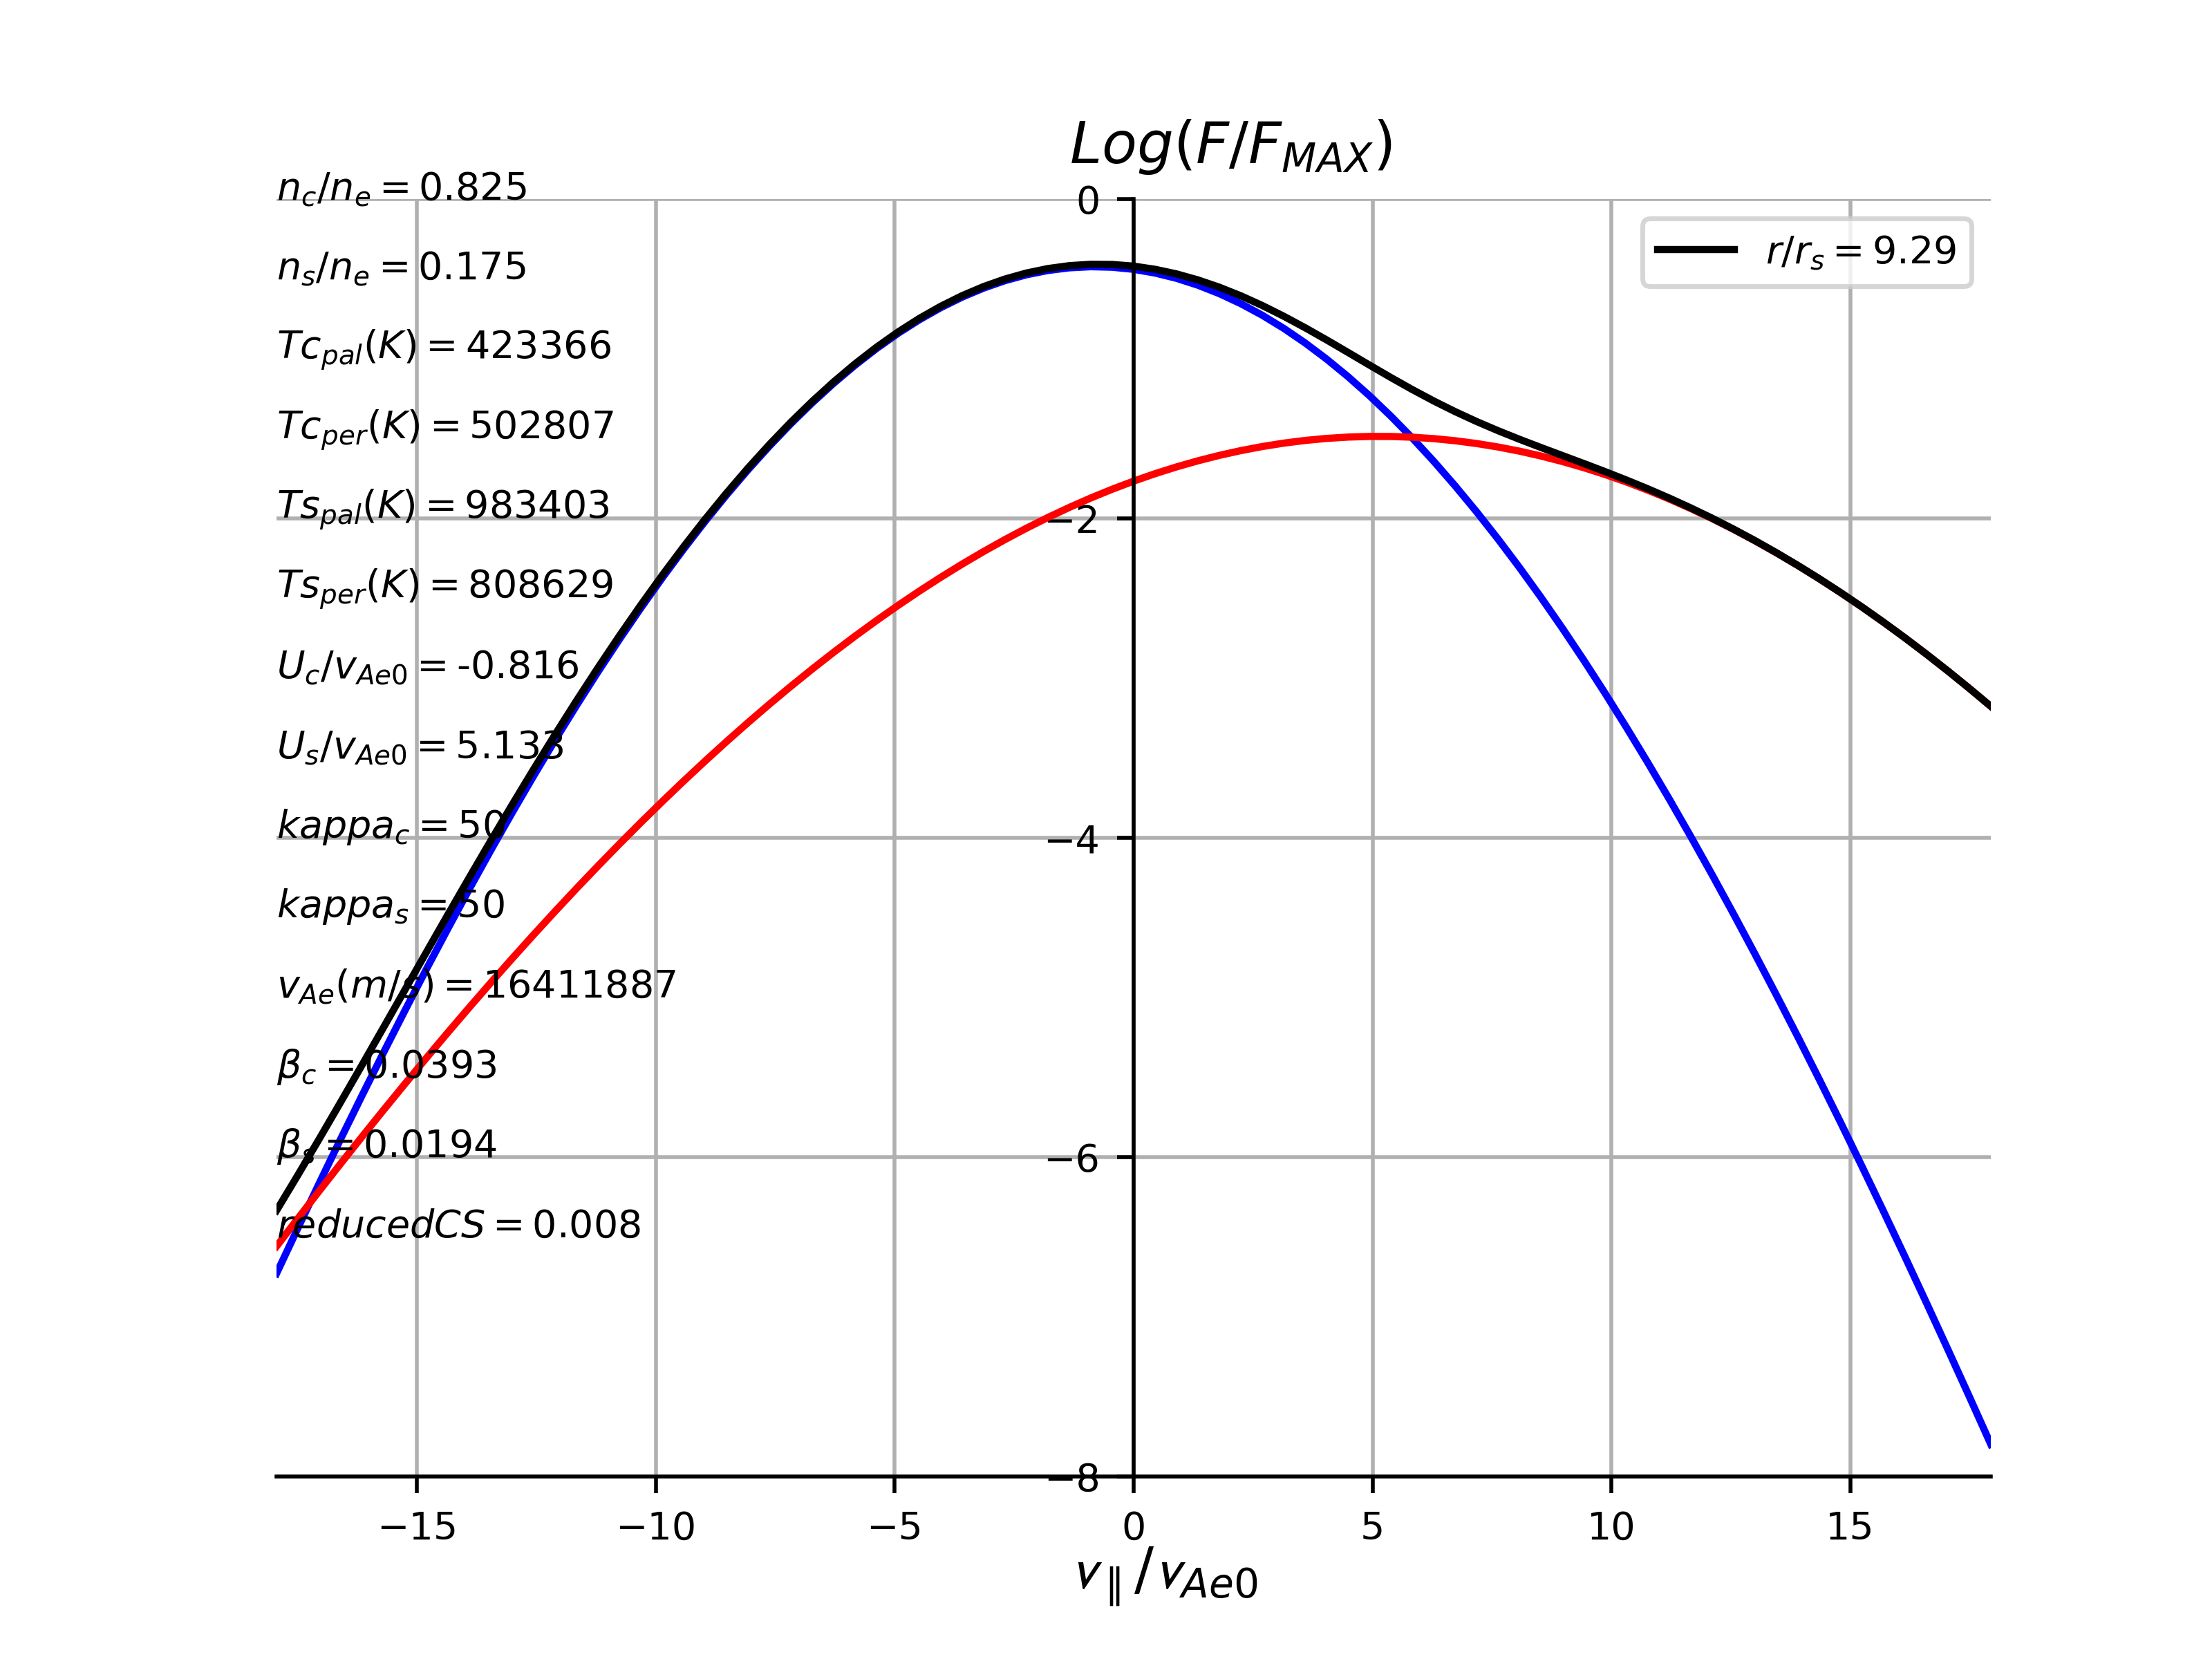 Log(F/F_MAX)
n_c/n_e = 0.825
0
r/r_s = 9.29
n_s/n_e = 0.175
Tc_pal(K) = 423366
Tc_per(K) = 502807
Ts_pal(K) = 983403
−2
Ts_per(K) = 808629
U_c/v_Ae0 = -0.816
U_s/v_Ae0 = 5.133
kappa_c = 50
−4
kappa_s = 50
v_Ae(m/s) = 16411887
β_c = 0.0393
β_s = 0.0194
−6
reducedCS = 0.008
−8
−15 −10 −5 0 5 10 15
v_∥/v_Ae0